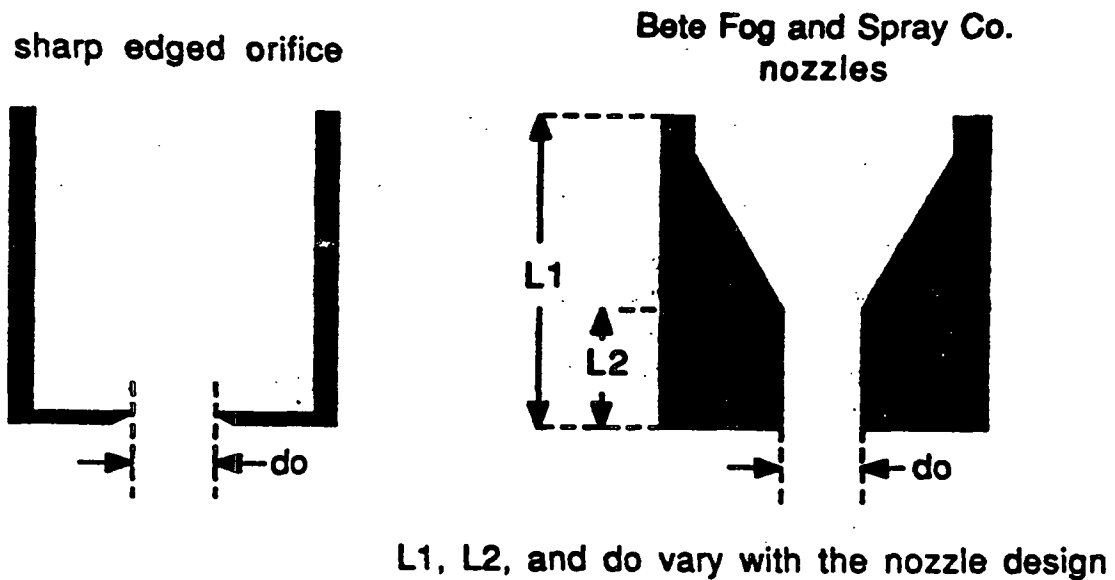 sharp edged orifice
Bete Fog and Spray Co.
nozzles
L1
L2
do
do
L1, L2, and do vary with the nozzle design